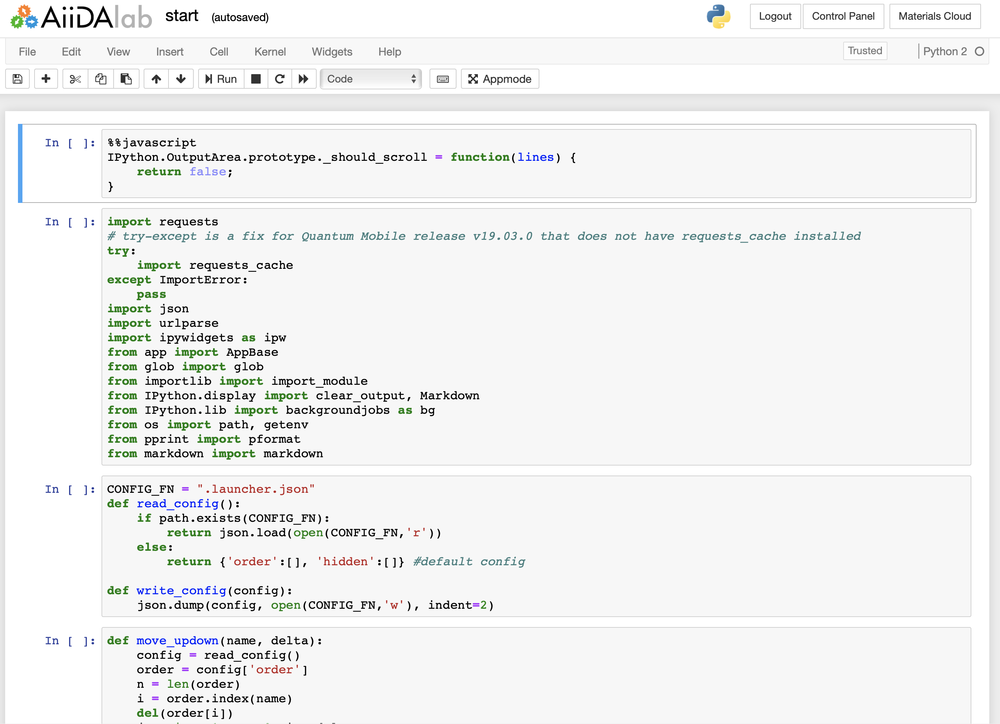 AiiDAlab start (autosaved) Logout Control Panel Materials Cloud
File Edit View Insert Cell Kernel Widgets Help Trusted Python 2
Run Code Appmode
In [ ]: %%javascript
IPython.OutputArea.prototype._should_scroll = function(lines) {
    return false;
}
In [ ]: import requests
# try-except is a fix for Quantum Mobile release v19.03.0 that does not have requests_cache installed
try:
    import requests_cache
except ImportError:
    pass
import json
import urlparse
import ipywidgets as ipw
from app import AppBase
from glob import glob
from importlib import import_module
from IPython.display import clear_output, Markdown
from IPython.lib import backgroundjobs as bg
from os import path, getenv
from pprint import pformat
from markdown import markdown
In [ ]: CONFIG_FN = ".launcher.json"
def read_config():
    if path.exists(CONFIG_FN):
        return json.load(open(CONFIG_FN,'r'))
    else:
        return {'order':[], 'hidden':[]} #default config
def write_config(config):
    json.dump(config, open(CONFIG_FN,'w'), indent=2)
In [ ]: def move_updown(name, delta):
    config = read_config()
    order = config['order']
    n = len(order)
    i = order.index(name)
    del(order[i])